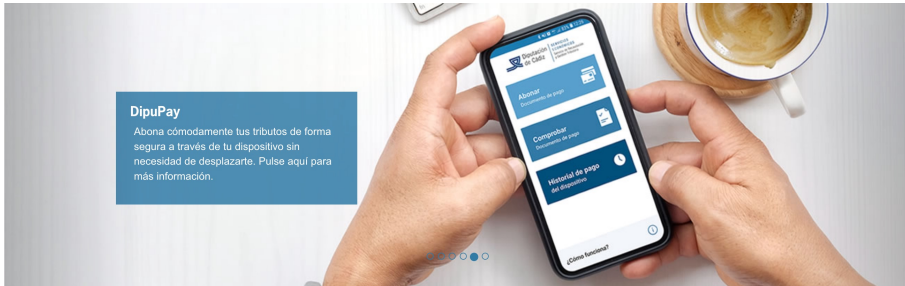 DipuPay
Abona cómodamente tus tributos de forma
segura a través de tu dispositivo sin
necesidad de desplazarte. Pulse aquí para
más información.
Diputación
de Cádiz
SERVICIOS
ECONÓMICOS
Abonar
Documento de pago
Comprobar
Documento de pago
Historial de pago
del dispositivo
¿Cómo funciona?